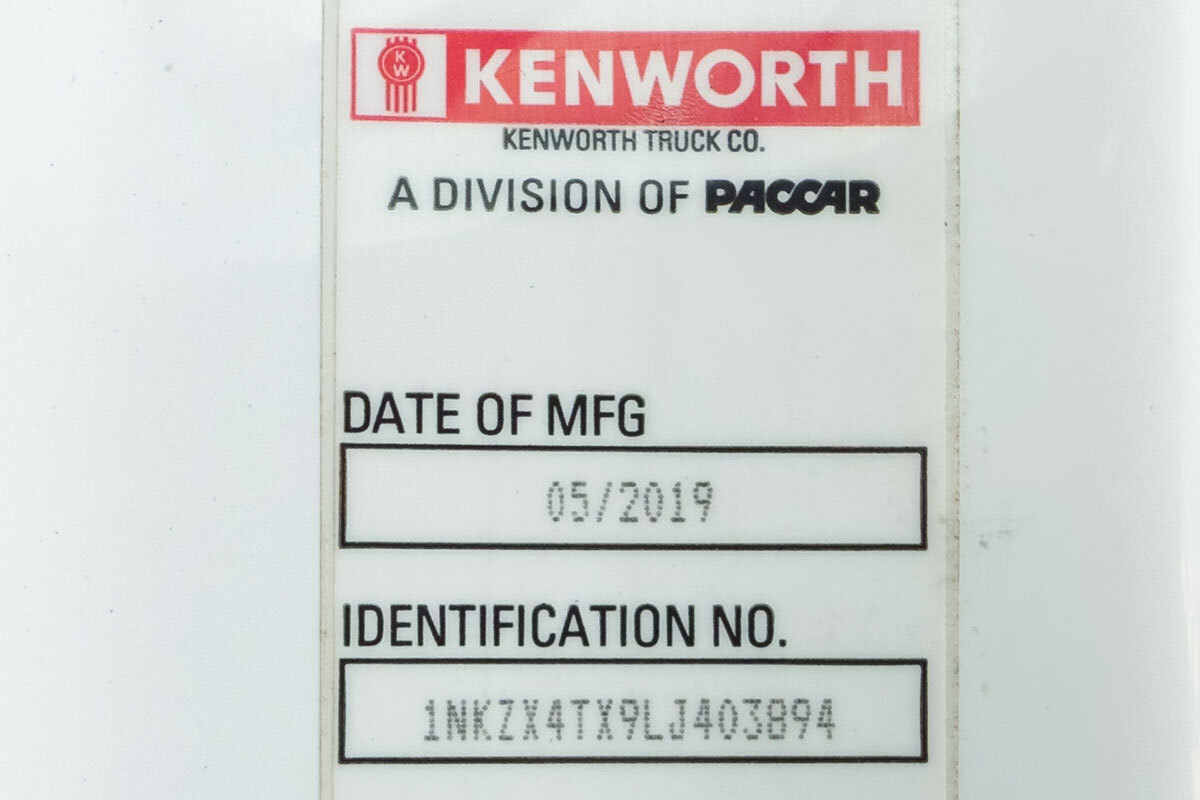 KW
KENWORTH
KENWORTH TRUCK CO.
A DIVISION OF PACCAR
DATE OF MFG
05/2019
IDENTIFICATION NO.
1NKZX4TX9LJ403894